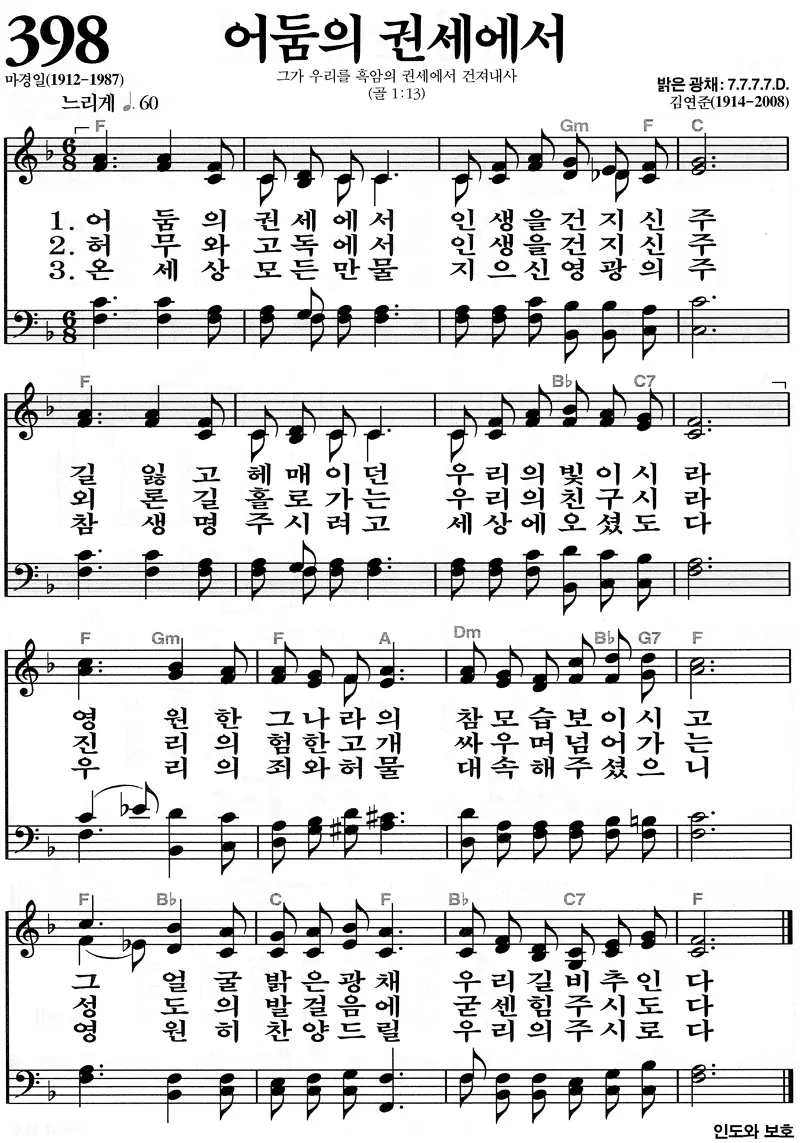 398
어둠의 권세에서
마경일(1912-1987)
그가 우리를 흑암의 권세에서 건져내사
(골 1:13)
밝은 광채: 7.7.7.7.D.
느리게 ♩. 60
김연준(1914-2008)
F Gm F C
1. 어 둠 의 권 세 에 서 인 생 을 건 지 신 주
2. 허 무 와 고 독 에 서 인 생 을 건 지 신 주
3. 온 세 상 모 든 만 물 지 으 신 영 광 의 주
F B♭ C7
길 잃 고 헤 매 이 던 우 리 의 빛 이 시 라
외 론 길 홀 로 가 는 우 리 의 친 구 시 라
참 생 명 주 시 려 고 세 상 에 오 셨 도 다
F Gm F A Dm B♭ G7 F
영 원 한 그 나 라 의 참 모 습 보 이 시 고
진 리 의 험 한 고 개 싸 우 며 넘 어 가 는
우 리 의 죄 와 허 물 대 속 해 주 셨 으 니
F B♭ C F B♭ C7 F
그 얼 굴 밝 은 광 채 우 리 길 비 추 인 다
성 도 의 발 걸 음 에 굳 센 힘 주 시 도 다
영 원 히 찬 양 드 릴 우 리 의 주 시 로 다
인도와 보호